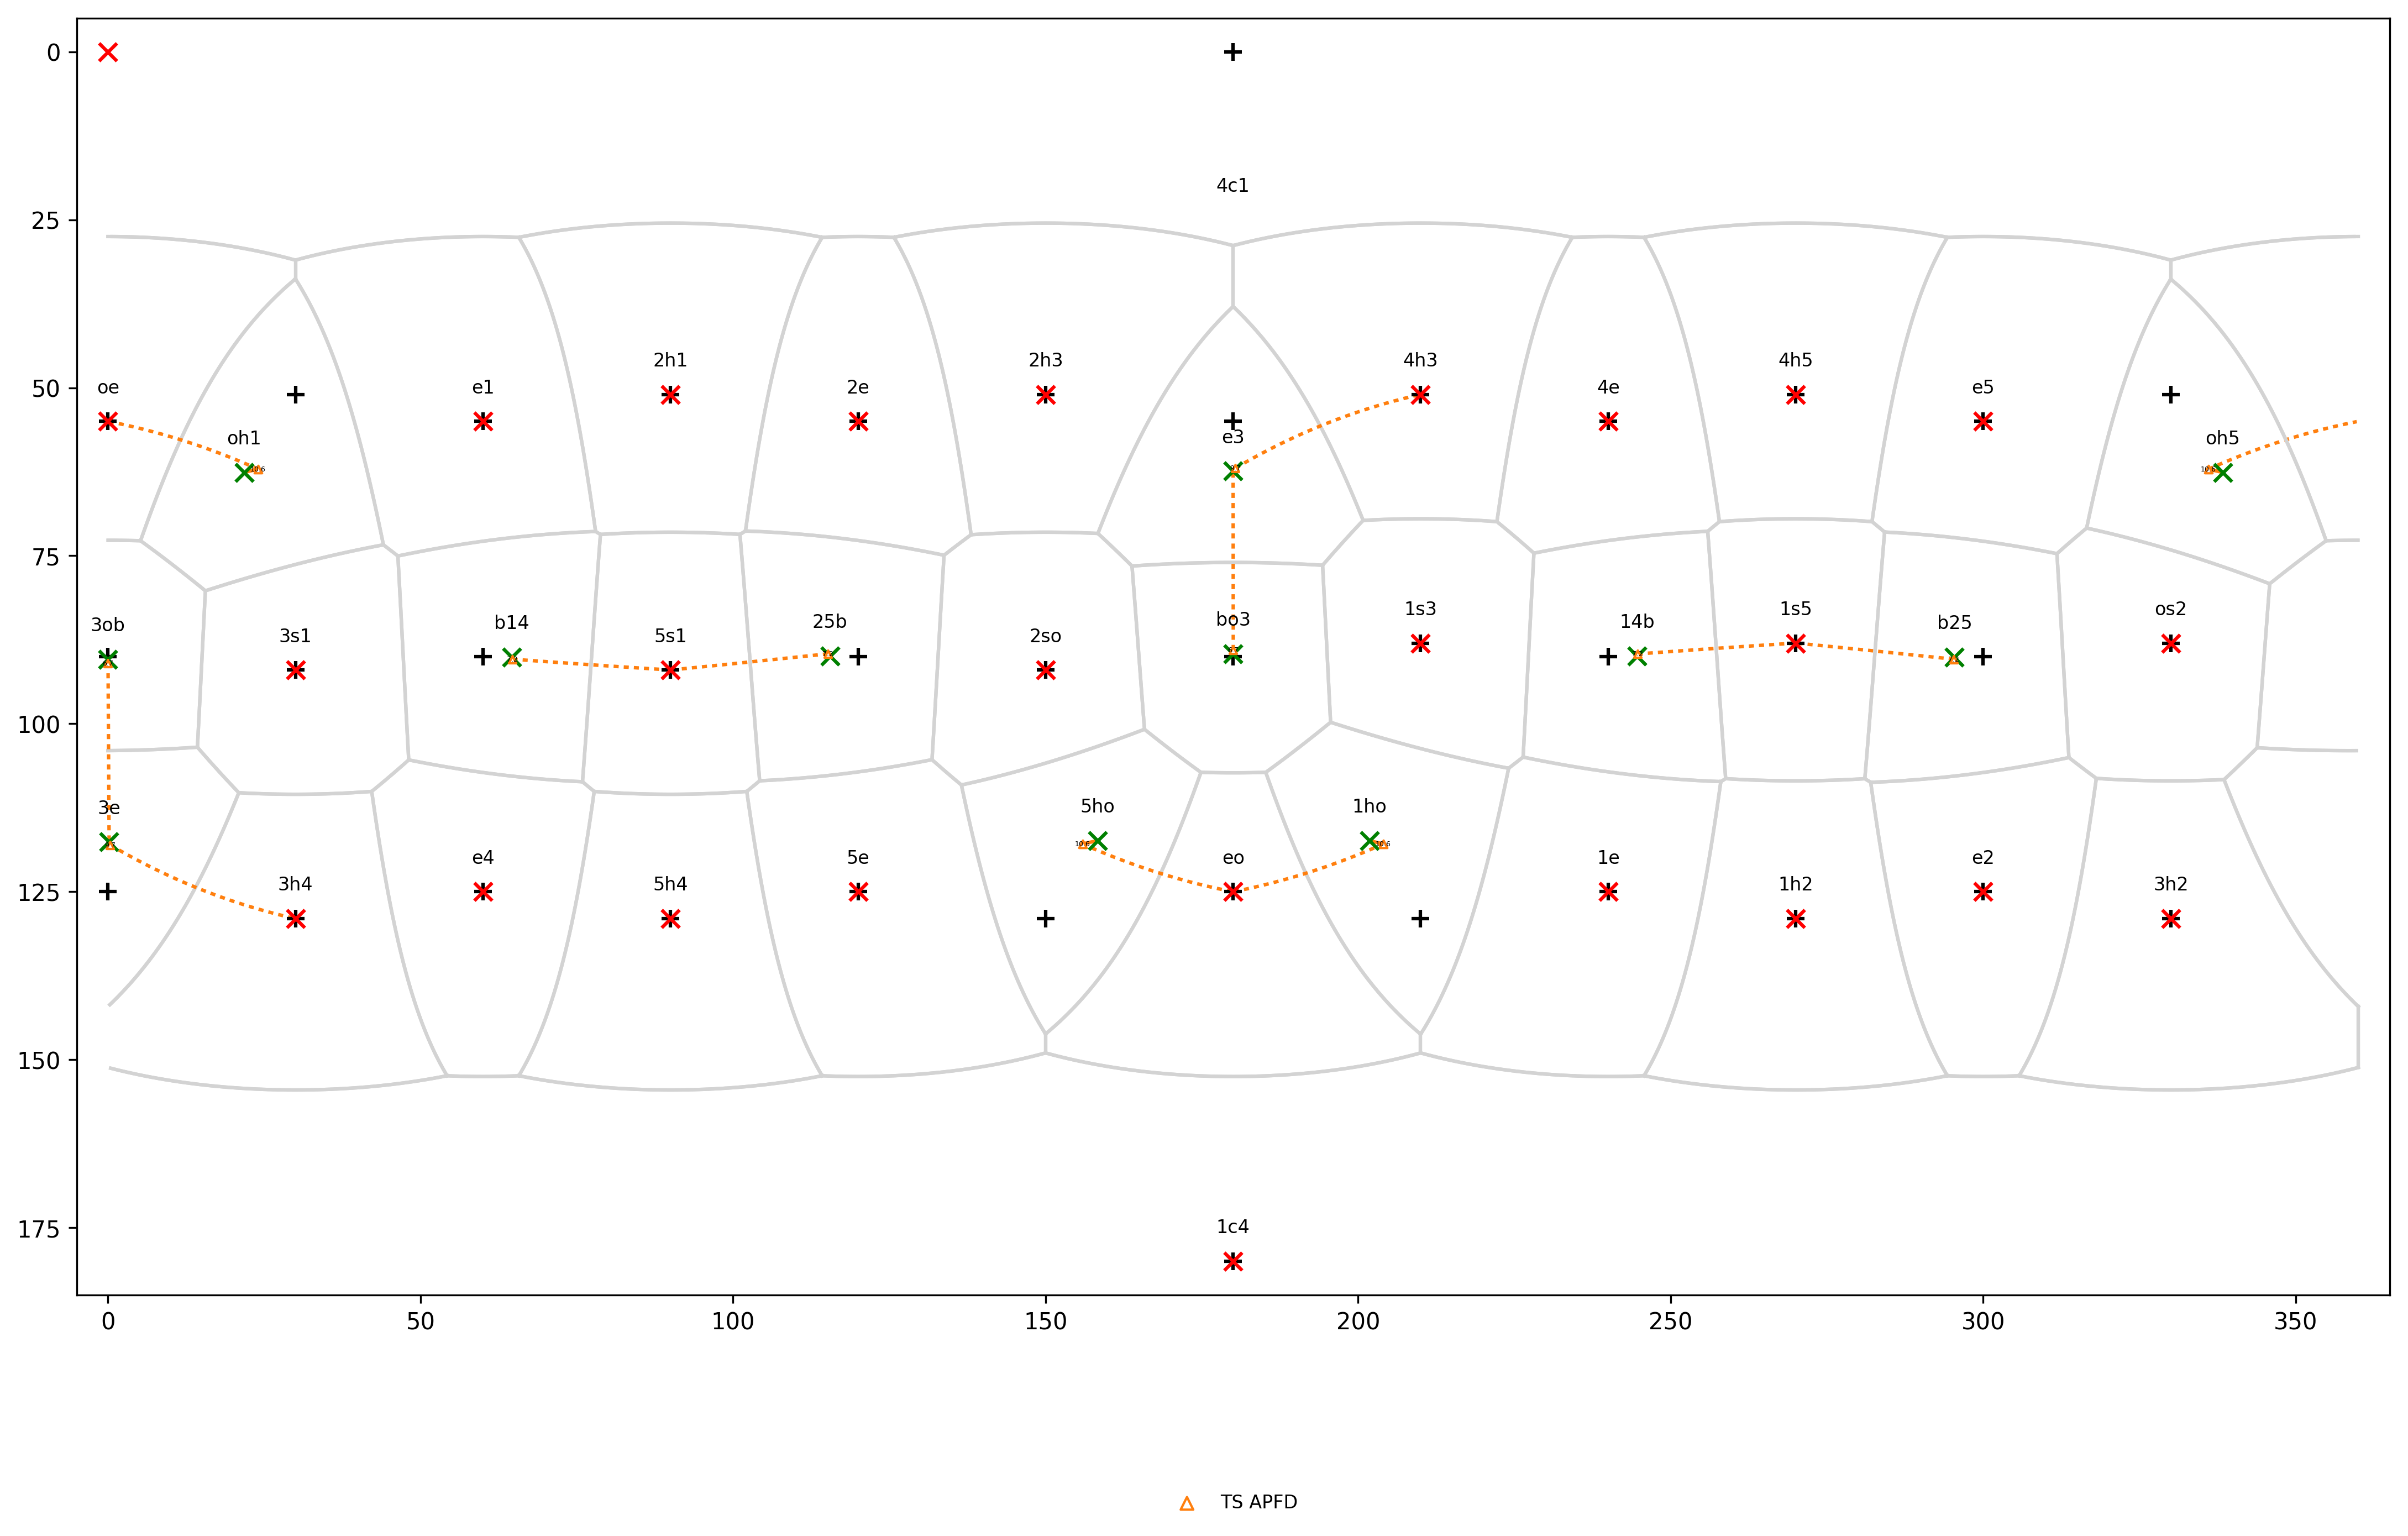 0
4c1
25
2h1 2h3 4h3 4h5
50 oe e1 2e 4e e5
oh1 e3 oh5
75
3ob 3s1 b14 5s1 25b 2so bo3 1s3 14b 1s5 b25 os2
100
3e 5ho 1ho
125 3h4 e4 5h4 5e eo 1e 1h2 e2 3h2
150
175 1c4
0 50 100 150 200 250 300 350
TS APFD